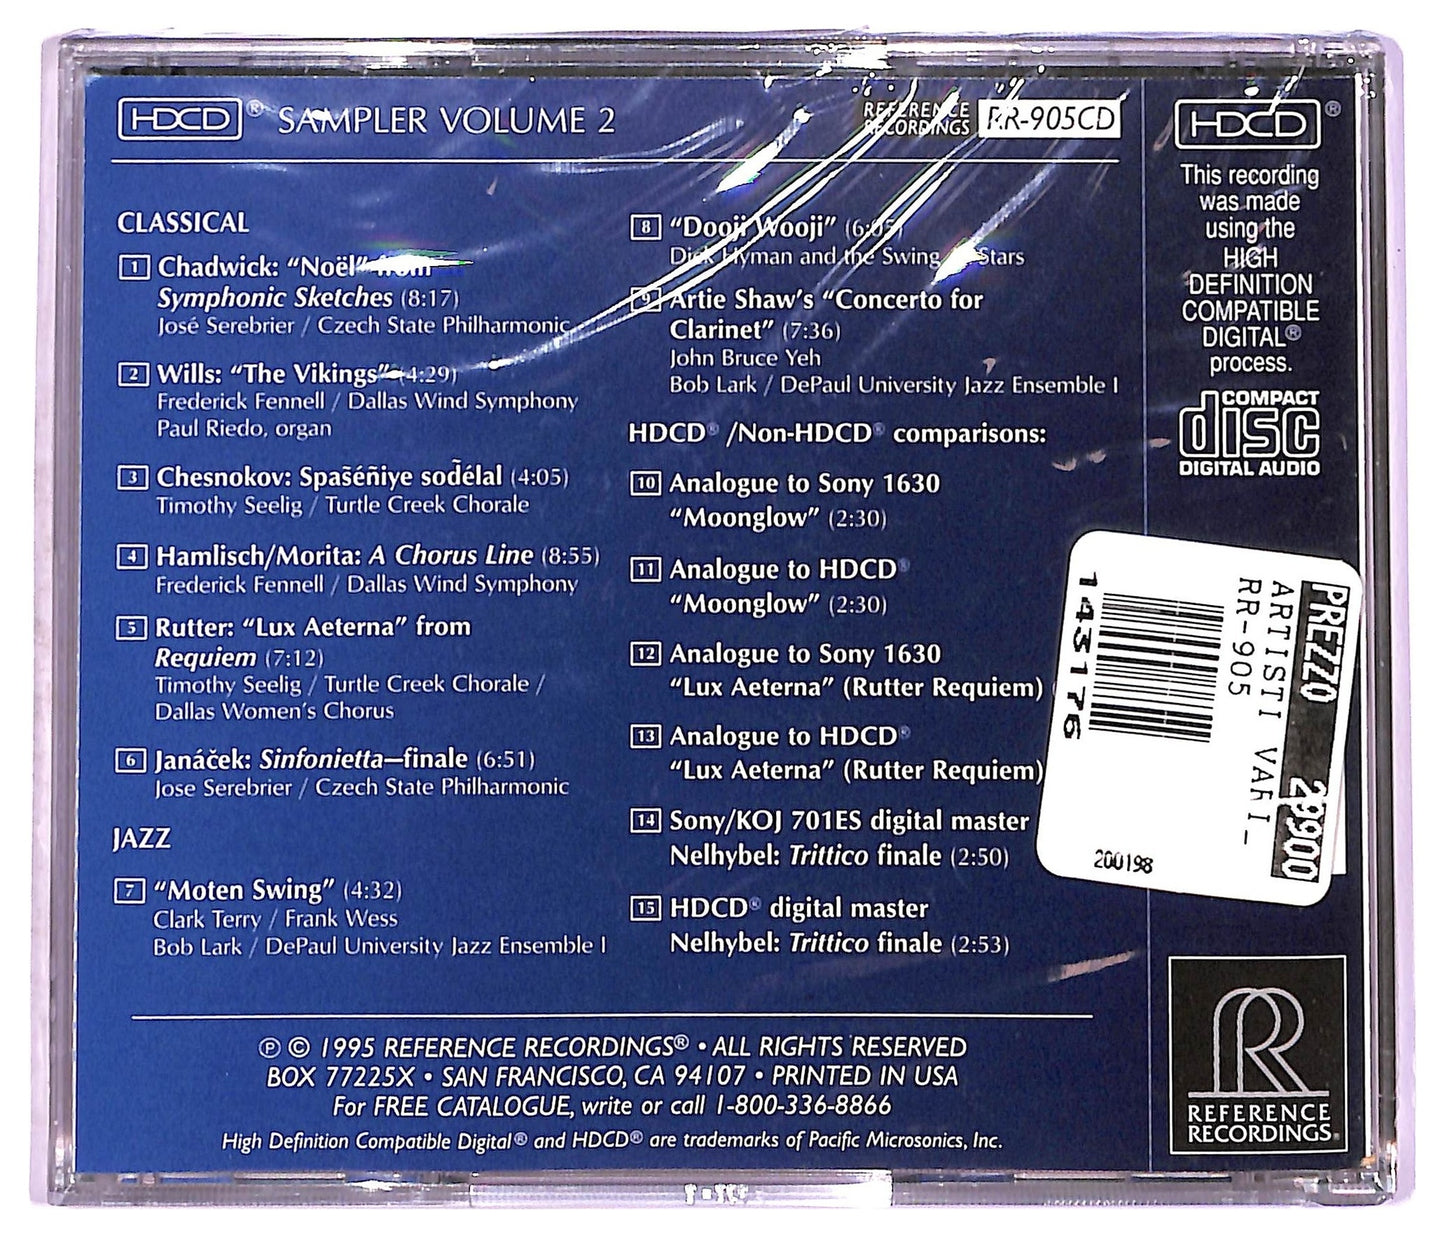 HDCD® SAMPLER VOLUME 2
REFERENCE RECORDINGS RR-905CD
CLASSICAL
1 Chadwick: "Noël" from
Symphonic Sketches (8:17)
José Serebrier / Czech State Philharmonic
2 Wills: "The Vikings" (4:29)
Frederick Fennell / Dallas Wind Symphony
Paul Riedo, organ
3 Chesnokov: (4:05)
Timothy Seelig / Turtle Creek Chorale
4 Hamlisch/Morita: A Chorus Line (8:55)
Frederick Fennell / Dallas Wind Symphony
5 Rutter: "Lux Aeterna" from
Requiem (7:12)
Timothy Seelig / Turtle Creek Chorale /
Dallas Women's Chorus
6 Janáček: Sinfonietta—finale (6:51)
Jose Serebrier / Czech State Philharmonic
JAZZ
7 "Moten Swing" (4:32)
Clark Terry / Frank Wess
Bob Lark / DePaul University Jazz Ensemble I
8 "Dooji Wooji" (6:05)
Dick Hyman and the Swing Stars
9 Artie Shaw's "Concerto for
Clarinet" (7:36)
John Bruce Yeh
Bob Lark / DePaul University Jazz Ensemble I
HDCD® /Non-HDCD® comparisons:
10 Analogue to Sony 1630
"Moonglow" (2:30)
11 Analogue to HDCD®
"Moonglow" (2:30)
12 Analogue to Sony 1630
"Lux Aeterna" (Rutter Requiem)
13 Analogue to HDCD®
"Lux Aeterna" (Rutter Requiem)
14 Sony/KOJ 701ES digital master
Nelhybel: Trittico finale (2:50)
15 HDCD® digital master
Nelhybel: Trittico finale (2:53)
℗ © 1995 REFERENCE RECORDINGS® • ALL RIGHTS RESERVED
BOX 77225X • SAN FRANCISCO, CA 94107 • PRINTED IN USA
For FREE CATALOGUE, write or call 1-800-336-8866
High Definition Compatible Digital® and HDCD® are trademarks of Pacific Microsonics, Inc.
HDCD®
This recording
was made
using the
HIGH
DEFINITION
COMPATIBLE
DIGITAL®
process.
COMPACT
disc
DIGITAL AUDIO
PREZZO 29900
ARTISTI VARI_
RR-905
143176
200198
R
REFERENCE
RECORDINGS®